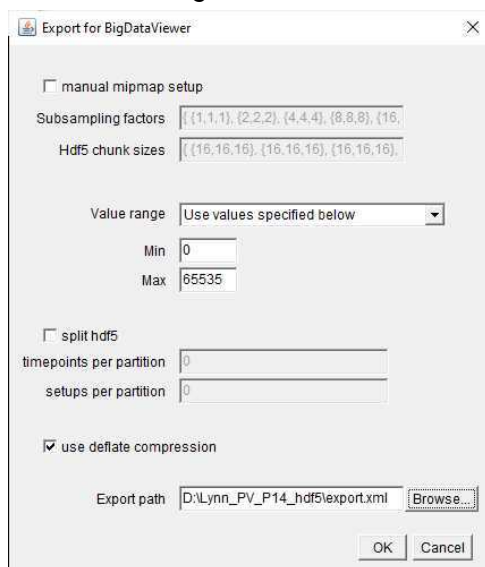 Export for BigDataViewer
manual mipmap setup
Subsampling factors { {1,1,1}, {2,2,2}, {4,4,4}, {8,8,8}, {16,
Hdf5 chunk sizes { {16,16,16}, {16,16,16}, {16,16,16},
Value range Use values specified below
Min 0
Max 65535
split hdf5
timepoints per partition 0
setups per partition 0
use deflate compression
Export path D:\Lynn_PV_P14_hdf5\export.xml Browse...
OK Cancel